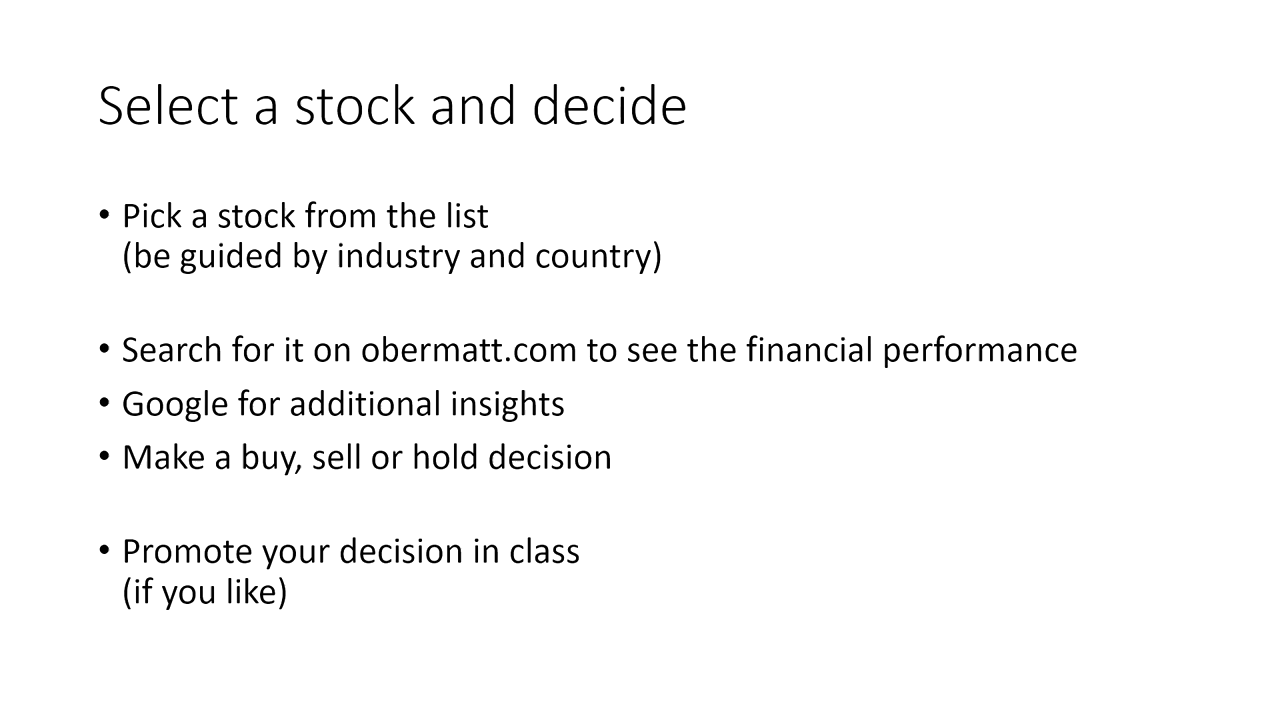 Select a stock and decide
• Pick a stock from the list
(be guided by industry and country)
• Search for it on obermatt.com to see the financial performance
• Google for additional insights
• Make a buy, sell or hold decision
• Promote your decision in class
(if you like)